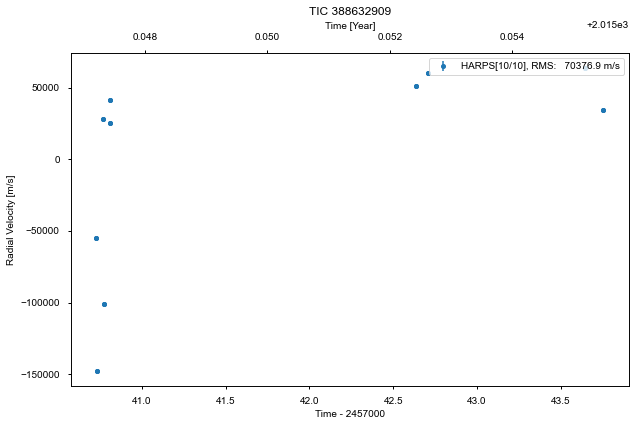 TIC 388632909
Time [Year]
0.048 0.050 0.052 0.054 +2.015e3
HARPS[10/10], RMS: 70376.9 m/s
50000
0
−50000
−100000
−150000
Radial Velocity [m/s]
41.0 41.5 42.0 42.5 43.0 43.5
Time - 2457000